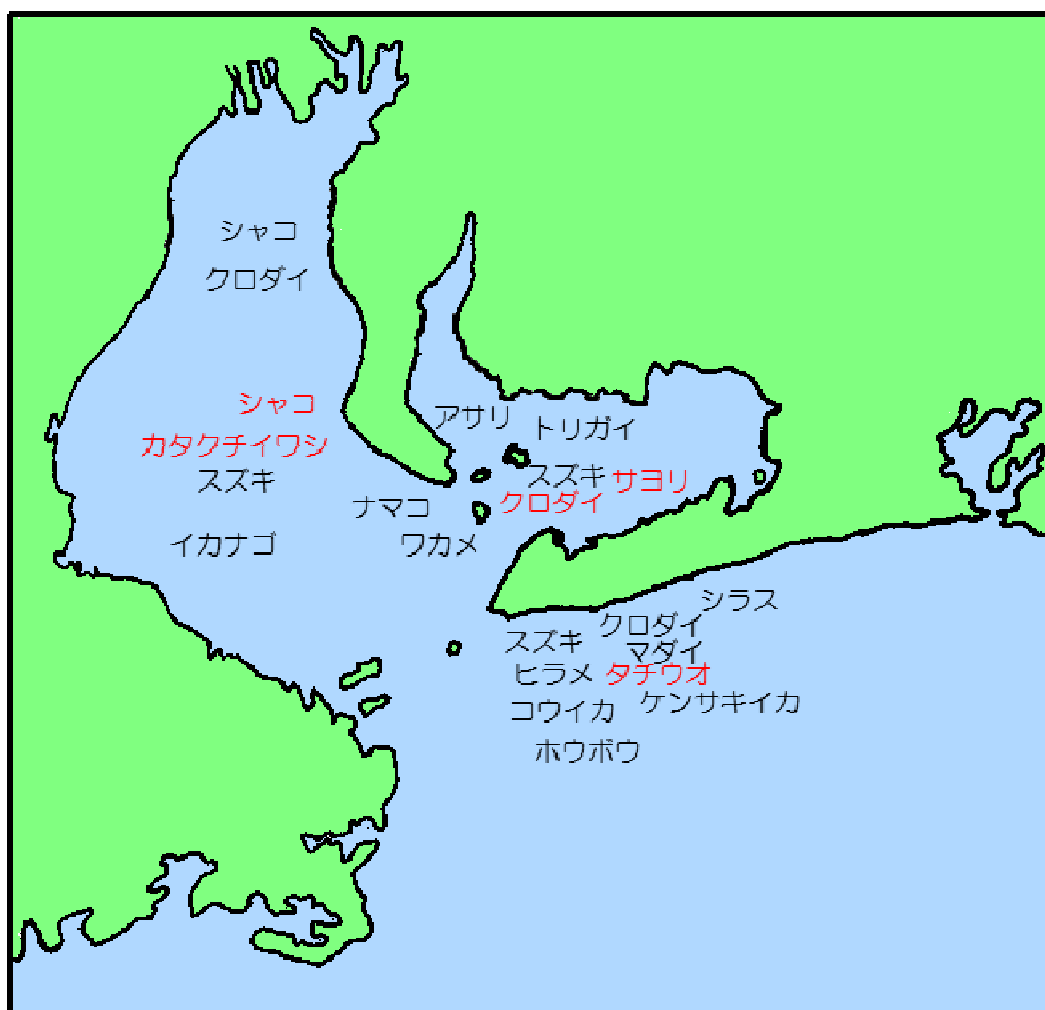 シャコ
クロダイ
シャコ
カタクチイワシ
スズキ
イカナゴ
アサリ
トリガイ
スズキ
サヨリ
クロダイ
ナマコ
ワカメ
シラス
クロダイ
スズキ
マダイ
ヒラメ
タチウオ
ケンサキイカ
コウイカ
ホウボウ